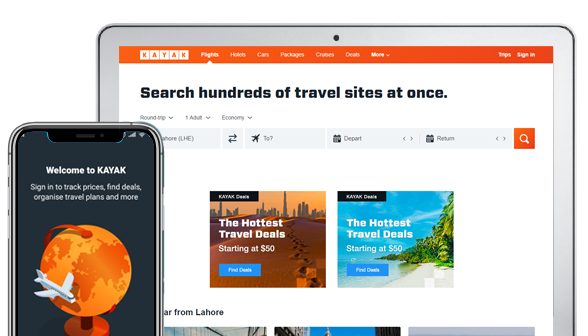 KAYAK
Flights Hotels Cars Packages Cruises Deals More Trips Sign in
Search hundreds of travel sites at once.
Round-trip 1 Adult Economy
ahore (LHE) To? Depart Return
KAYAK Deals
The Hottest
Travel Deals
Starting at $50
Find Deals
KAYAK Deals
The Hottest
Travel Deals
Starting at $50
Find Deals
ar from Lahore
Welcome to KAYAK
Sign in to track prices, find deals,
organise travel plans and more